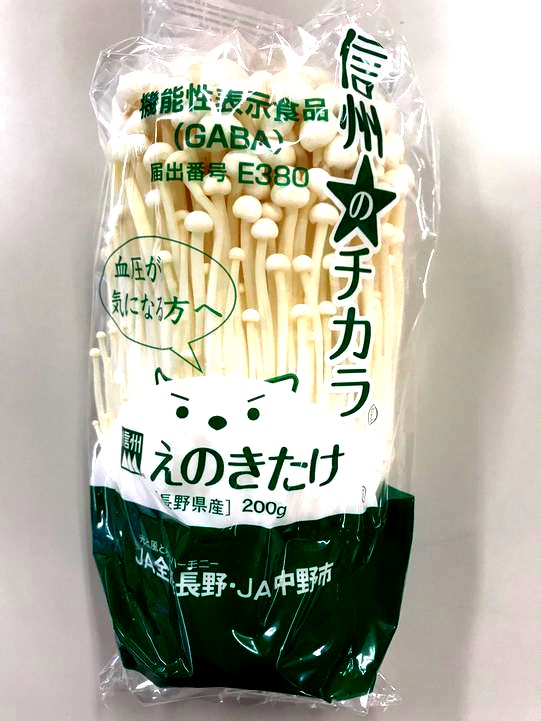 信州のチカラ
機能性表示食品
(GABA)
届出番号 E380
血圧が
気になる方へ
信州
えのきたけ
長野県産］ 200g
JA全 長野・JA中野市